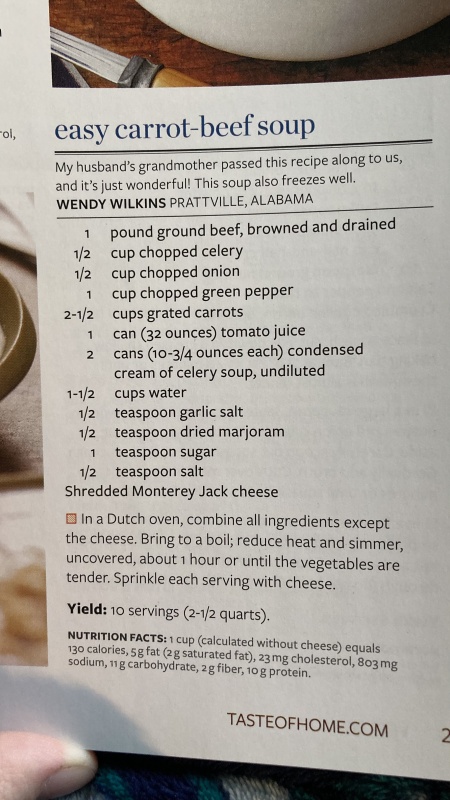 rol,
easy carrot-beef soup
My husband's grandmother passed this recipe along to us,
and it's just wonderful! This soup also freezes well.
WENDY WILKINS PRATTVILLE, ALABAMA
1 pound ground beef, browned and drained
1/2 cup chopped celery
1/2 cup chopped onion
1 cup chopped green pepper
2-1/2 cups grated carrots
1 can (32 ounces) tomato juice
2 cans (10-3/4 ounces each) condensed
cream of celery soup, undiluted
1-1/2 cups water
1/2 teaspoon garlic salt
1/2 teaspoon dried marjoram
1 teaspoon sugar
1/2 teaspoon salt
Shredded Monterey Jack cheese
In a Dutch oven, combine all ingredients except
the cheese. Bring to a boil; reduce heat and simmer,
uncovered, about 1 hour or until the vegetables are
tender. Sprinkle each serving with cheese.
Yield: 10 servings (2-1/2 quarts).
NUTRITION FACTS: 1 cup (calculated without cheese) equals
130 calories, 5 g fat (2 g saturated fat), 23 mg cholesterol, 803 mg
sodium, 11 g carbohydrate, 2 g fiber, 10 g protein.
TASTEOFHOME.COM 2